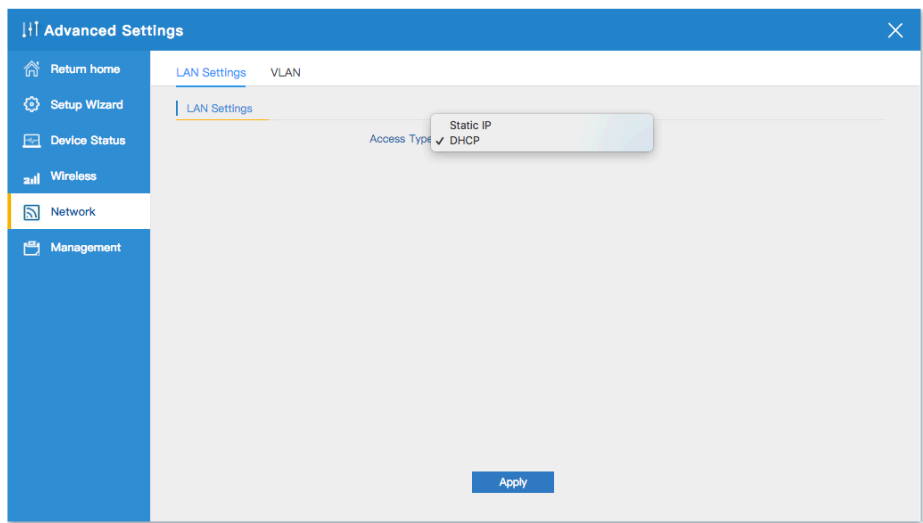 Advanced Settings
Return home
Setup Wizard
Device Status
Wireless
Network
Management
LAN Settings VLAN
LAN Settings
Access Type
Static IP
✓ DHCP
Apply